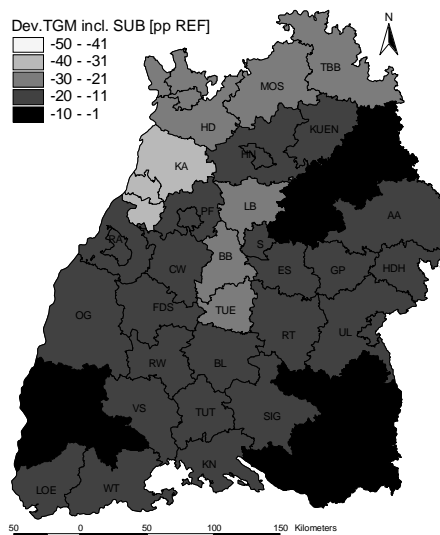 Dev.TGM incl. SUB [pp REF]
-50 - -41
-40 - -31
-30 - -21
-20 - -11
-10 - -1
N
TBB
MOS
HD
KUEN
HN
KA
PF
LB
AA
RA
S
BB
CW
ES
GP
HDH
OG
FDS
TUE
RT
UL
RW
BL
VS
TUT
SIG
KN
LOE
WT
50 0 50 100 150 Kilometers